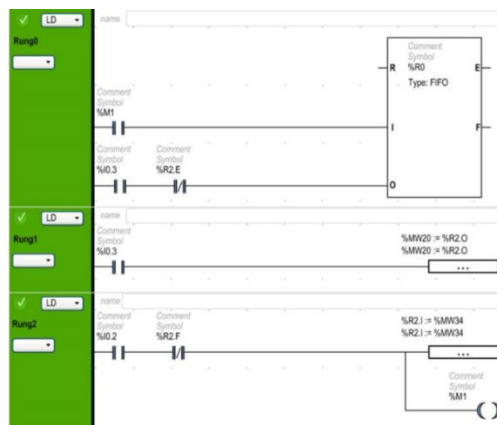 LD
name
Rung0
Comment
Symbol
%R0
R
E
Type: FIFO
Comment
Symbol
%M1
I
F
Comment
Symbol
%I0.3
Comment
Symbol
%R2.E
O
LD
name
Rung1
Comment
Symbol
%I0.3
%MW20 := %R2.O
%MW20 := %R2.O
...
LD
name
Rung2
Comment
Symbol
%I0.2
Comment
Symbol
%R2.F
%R2.I := %MW34
%R2.I := %MW34
...
Comment
Symbol
%M1